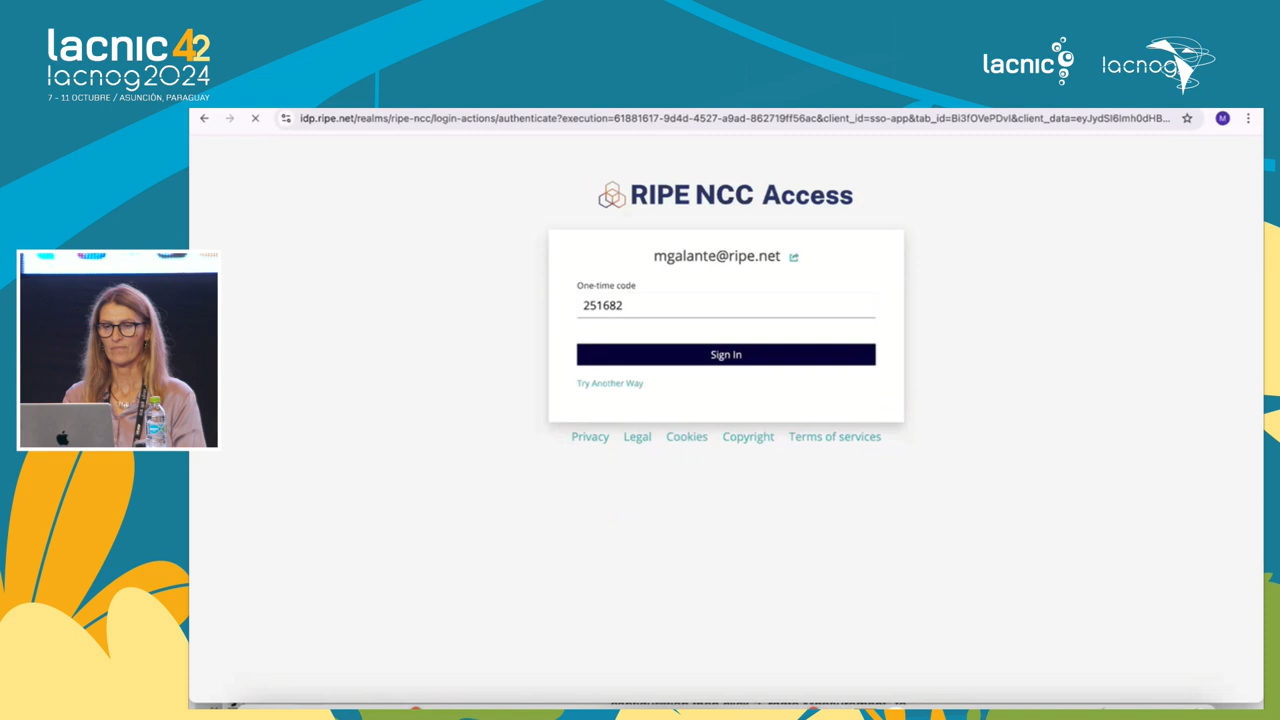 lacnic 42
lacnog2024
7 - 11 OCTUBRE / ASUNCIÓN, PARAGUAY
lacnic
lacnog
idp.ripe.net/realms/ripe-ncc/login-actions/authenticate?execution=61881617-9d4d-4527-a9ad-862719ff56ac&client_id=sso-app&tab_id=Bi3fOVePDvI&client_data=eyJydSI6Imh0dHB...
M
RIPE NCC Access
mgalante@ripe.net
One-time code
251682
Sign In
Try Another Way
Privacy Legal Cookies Copyright Terms of services